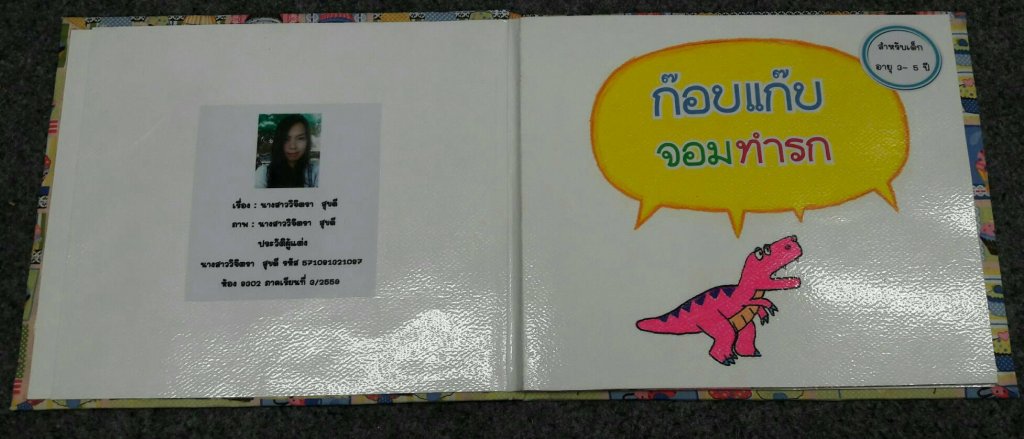 เรื่อง : นางสาววิจิตรา สุขดี
ภาพ : นางสาววิจิตรา สุขดี
ประวัติผู้แต่ง
นางสาววิจิตรา สุขดี รหัส 571091021097
ห้อง 9302 ภาคเรียนที่ 3/2559
สำหรับเด็ก
อายุ 3- 5 ปี
ก๊อบแก๊บ
จอมทำรก